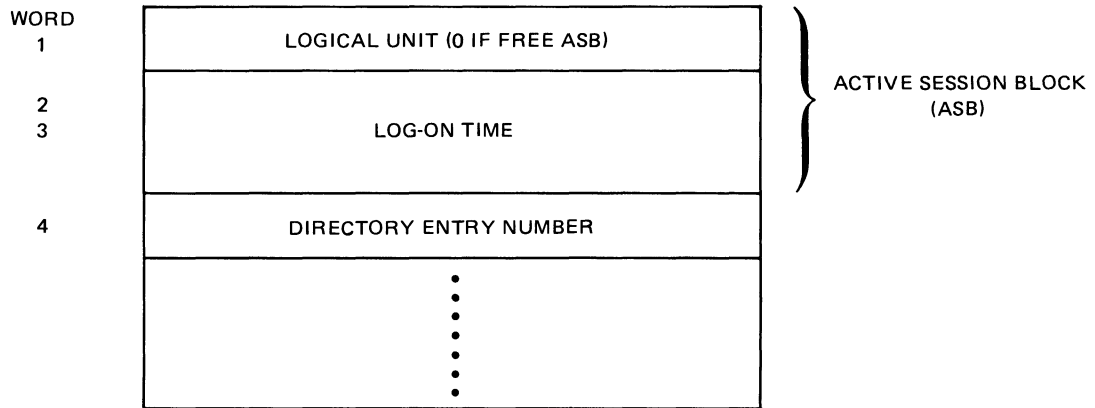 WORD
1
LOGICAL UNIT (0 IF FREE ASB)
2
3
LOG-ON TIME
ACTIVE SESSION BLOCK
(ASB)
4
DIRECTORY ENTRY NUMBER